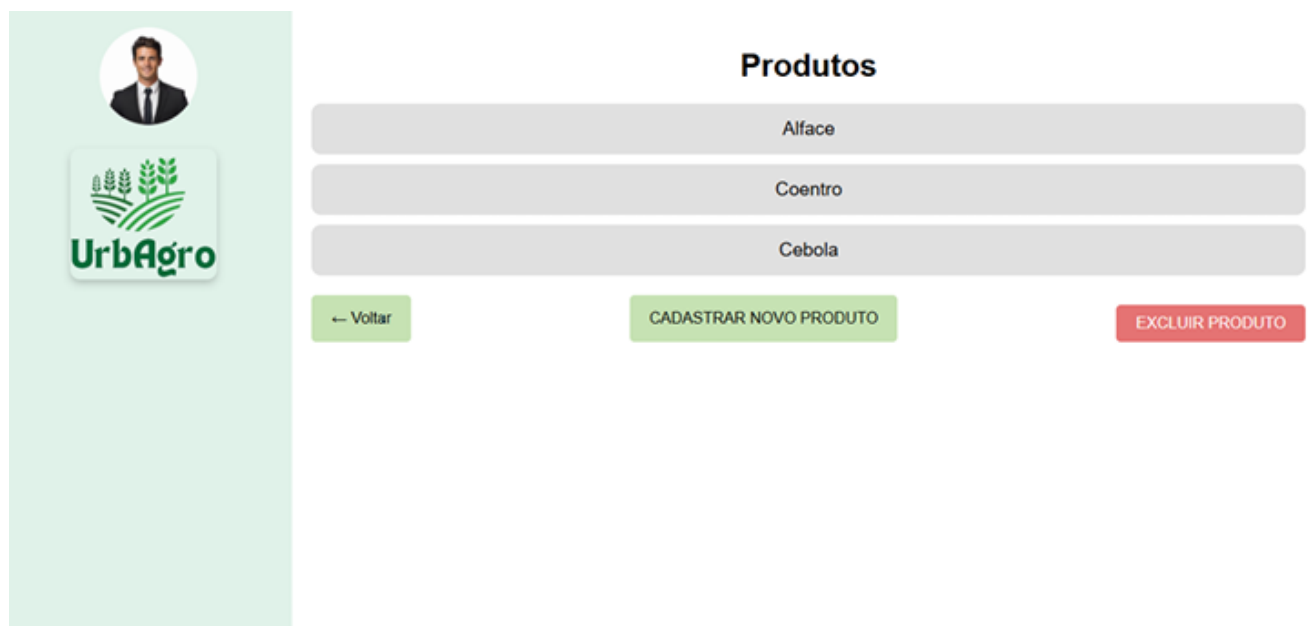 UrbAgro
Produtos
Alface
Coentro
Cebola
← Voltar
CADASTRAR NOVO PRODUTO
EXCLUIR PRODUTO